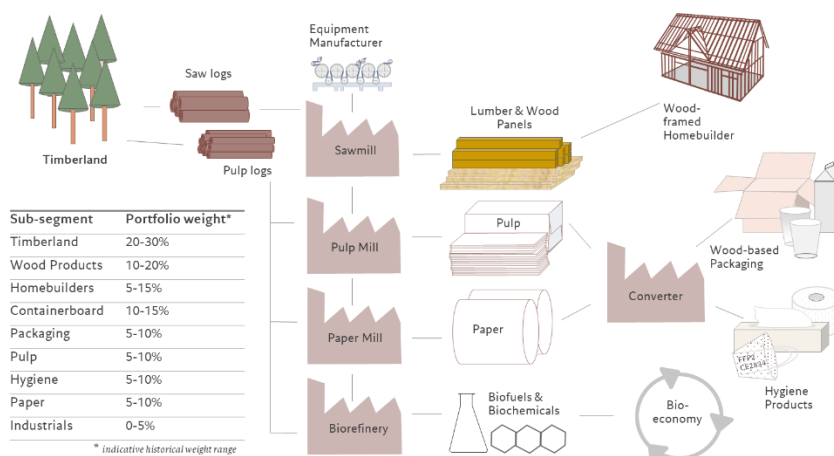 Equipment
Manufacturer
Saw logs
Timberland
Pulp logs
Sawmill
Lumber & Wood
Panels
Wood-
framed
Homebuilder
Sub-segment Portfolio weight*
Timberland 20-30%
Wood Products 10-20%
Homebuilders 5-15%
Containerboard 10-15%
Packaging 5-10%
Pulp 5-10%
Hygiene 5-10%
Paper 5-10%
Industrials 0-5%
* indicative historical weight range
Pulp Mill
Pulp
Paper Mill
Paper
Converter
Wood-based
Packaging
FFP2
CE2834
Hygiene
Products
Biorefinery
Biofuels &
Biochemicals
Bio-
economy